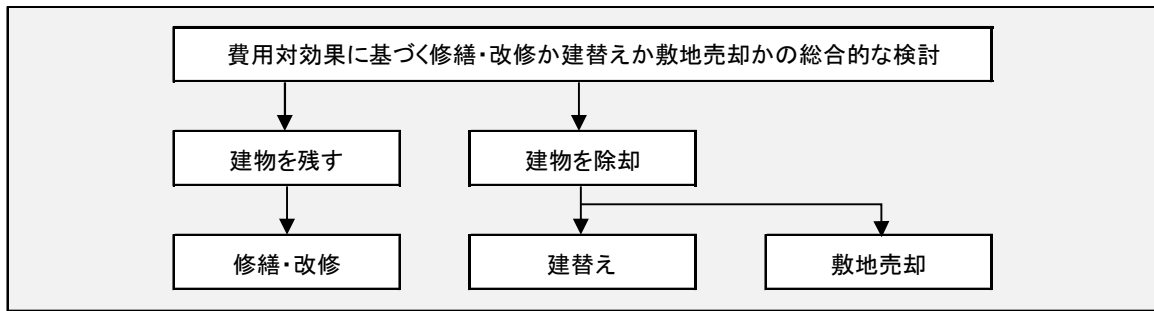 費用対効果に基づく修繕・改修か建替えか敷地売却かの総合的な検討
建物を残す
建物を除却
修繕・改修
建替え
敷地売却